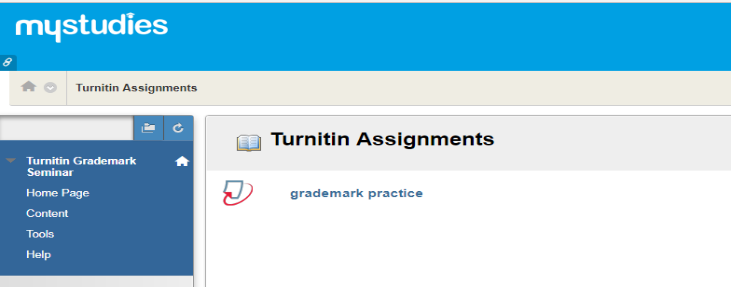 mystudies
Turnitin Assignments
Turnitin Grademark
Seminar
Home Page
Content
Tools
Help
Turnitin Assignments
grademark practice